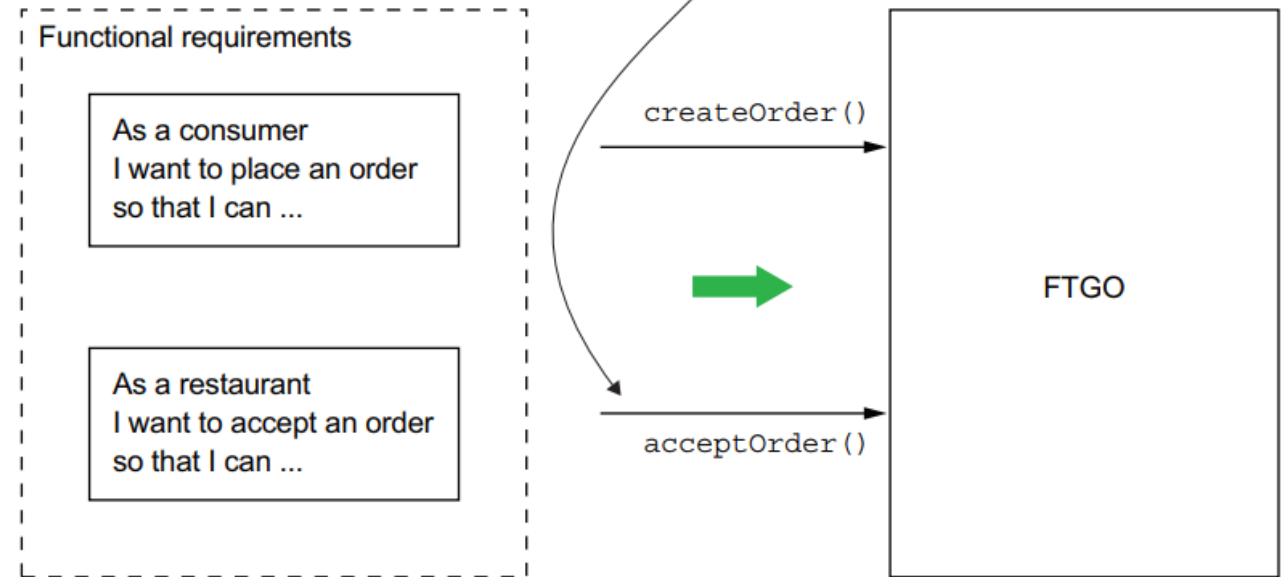 Functional requirements
As a consumer
I want to place an order
so that I can ...
As a restaurant
I want to accept an order
so that I can ...
createOrder()
acceptOrder()
FTGO